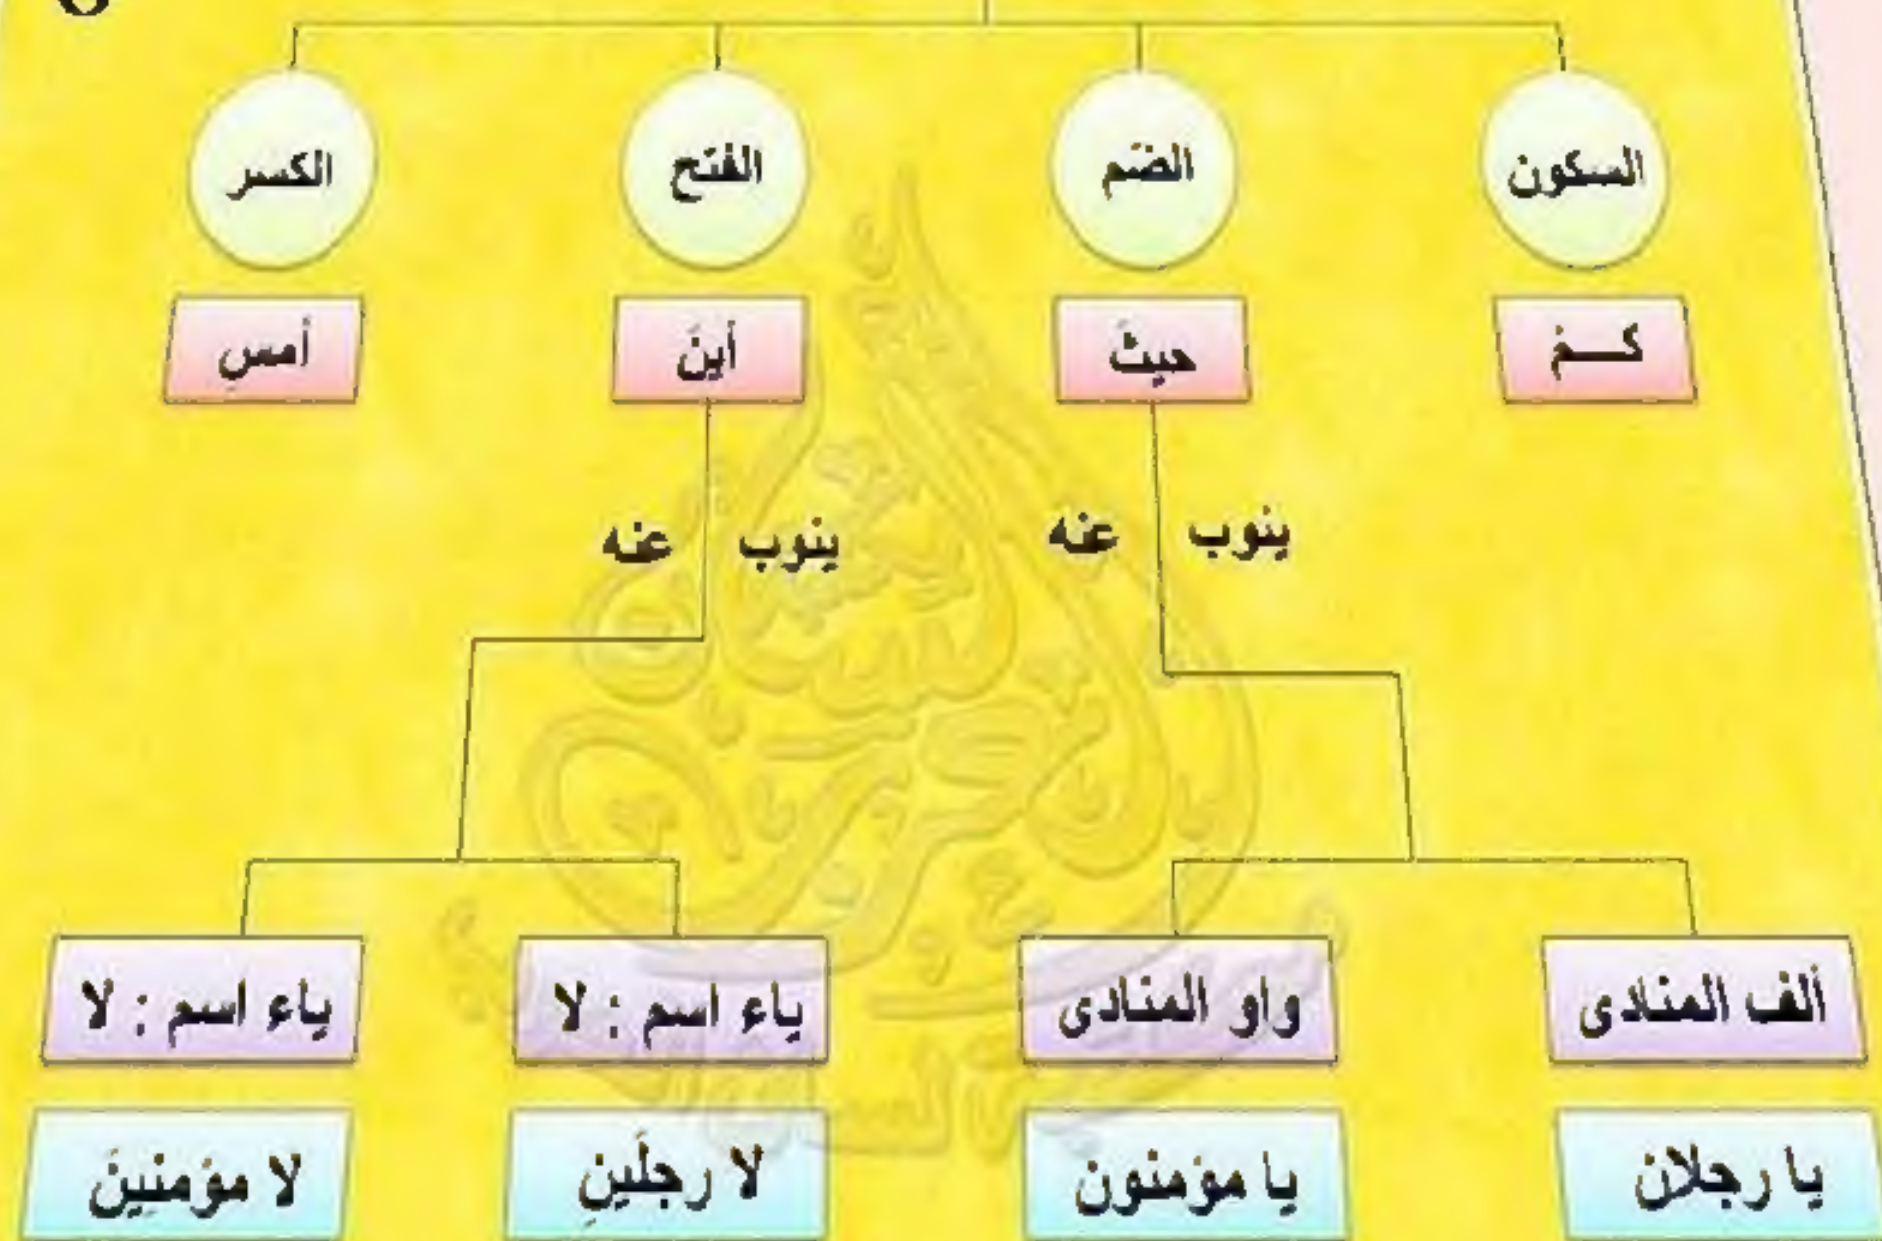 السكون
الضم
الفتح
الكسر
كـــمْ
حيثُ
أينَ
أمسِ
ينوب عنه
ينوب عنه
ألف المنادى
واو المنادى
ياء اسم : لا
ياء اسم : لا
يا رجلان
يا مؤمنون
لا رجلَينِ
لا مؤمنِينَ